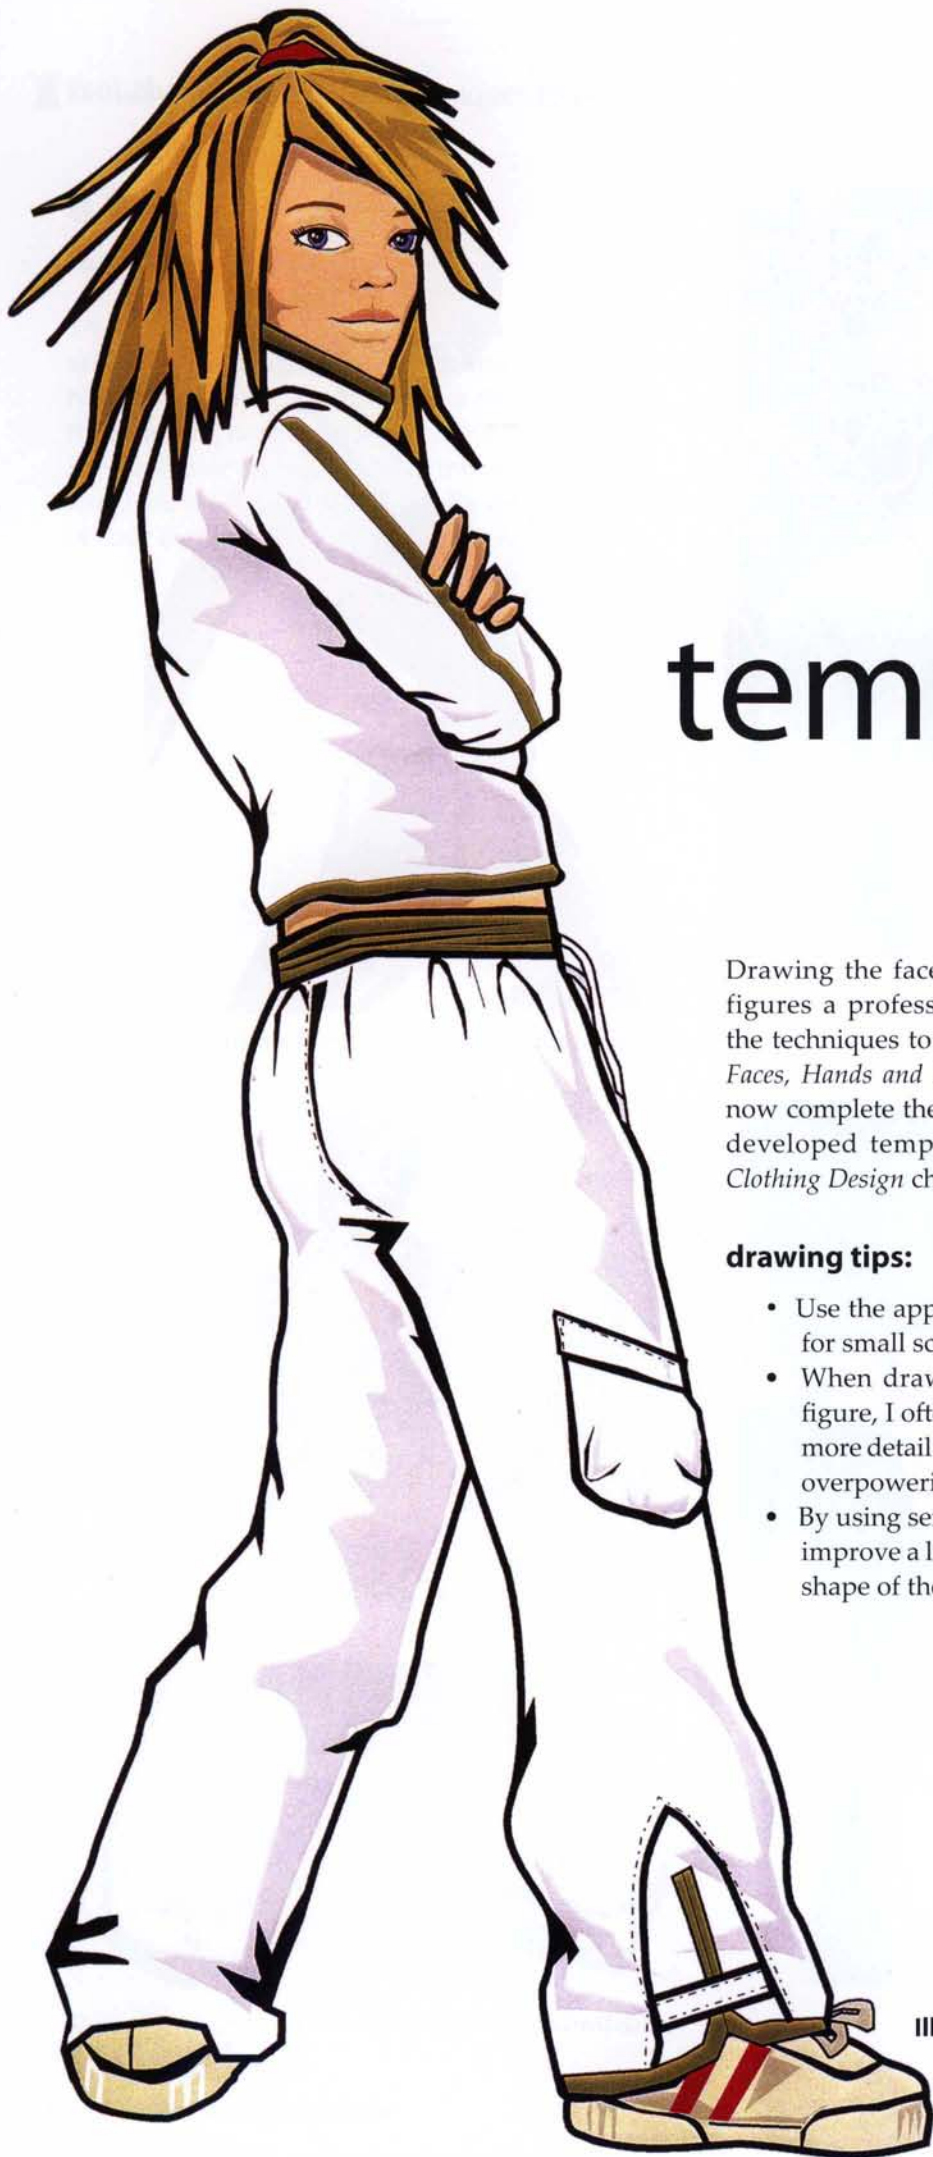 tem
Drawing the face
figures a profess
the techniques to
Faces, Hands and
now complete the
developed temp
Clothing Design ch
drawing tips:
• Use the app
for small sc
• When draw
figure, I oft
more detail
overpoweri
• By using se
improve a l
shape of the
Ill